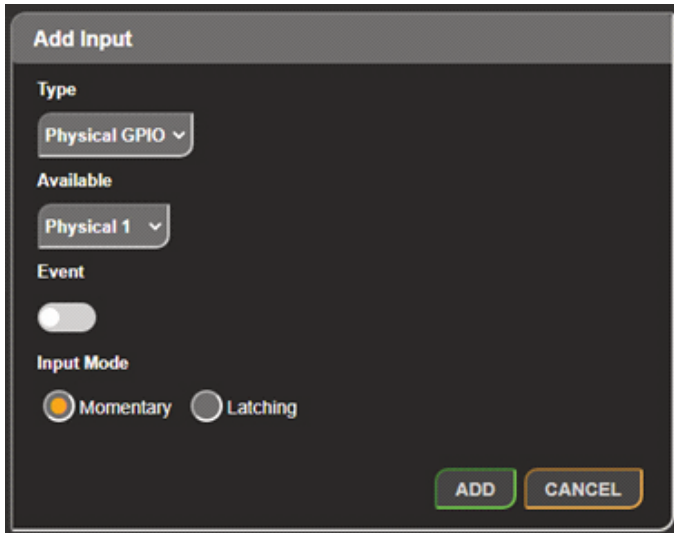 Add Input
Type
Physical GPIO
Available
Physical 1
Event
Input Mode
Momentary Latching
ADD CANCEL